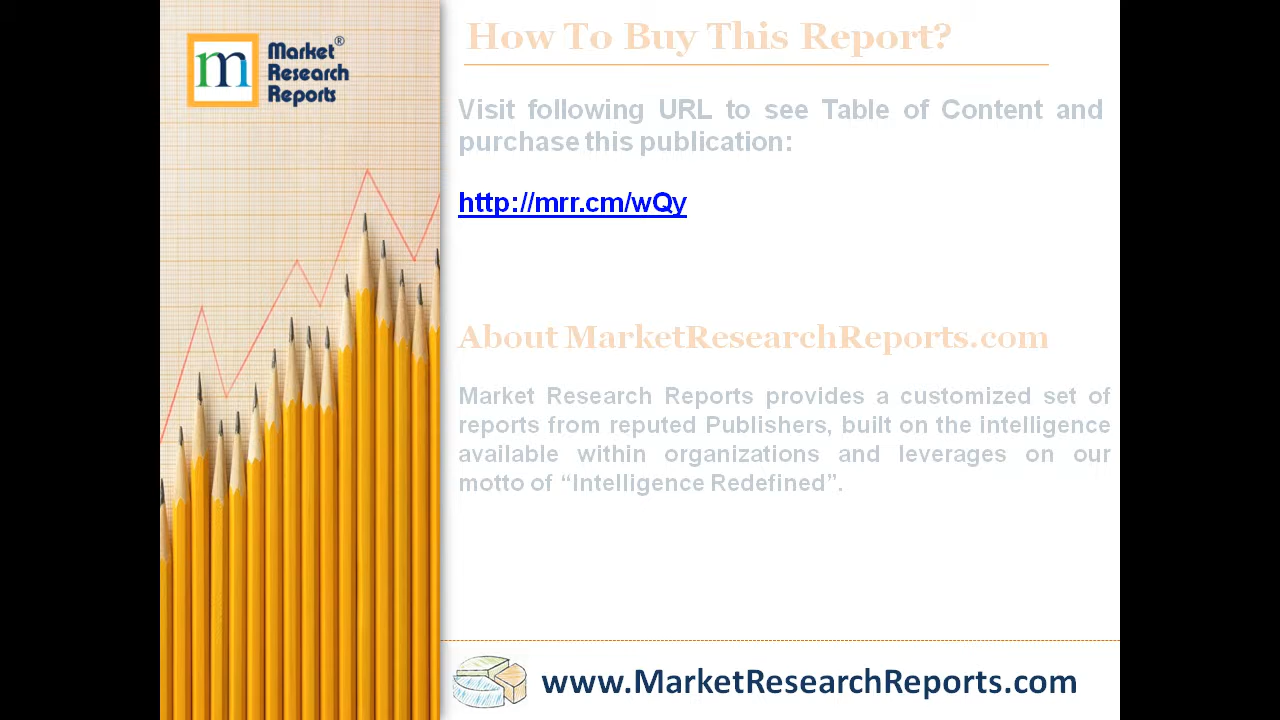 m
Market®
Research
Reports
How To Buy This Report?
Visit following URL to see Table of Content and
purchase this publication:
http://mrr.cm/wQy
About MarketResearchReports.com
Market Research Reports provides a customized set of
reports from reputed Publishers, built on the intelligence
available within organizations and leverages on our
motto of “Intelligence Redefined”.
www.MarketResearchReports.com